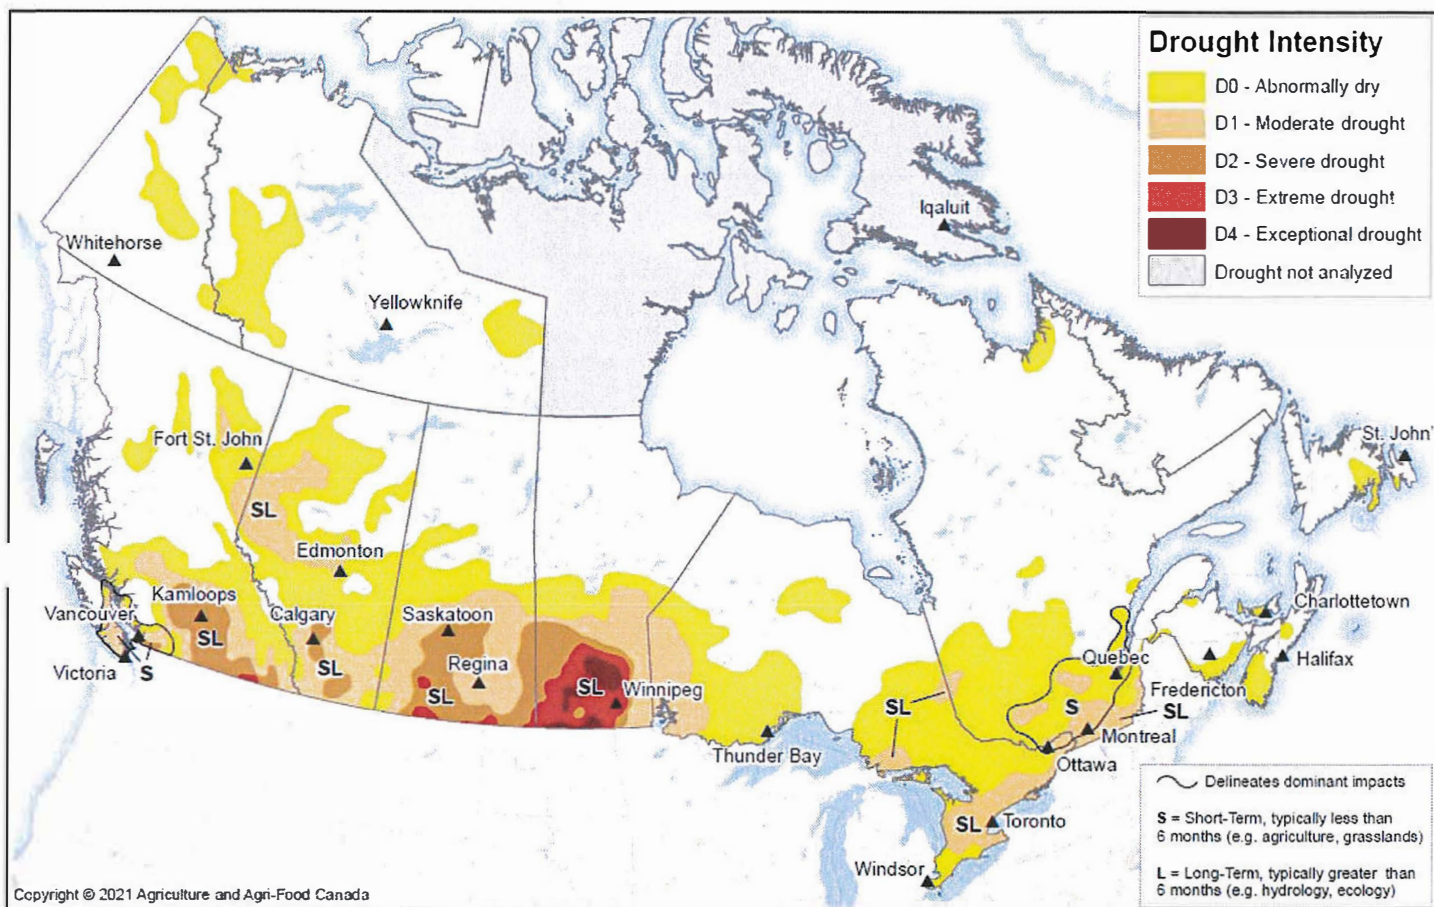 Drought Intensity
D0 - Abnormally dry
D1 - Moderate drought
D2 - Severe drought
D3 - Extreme drought
D4 - Exceptional drought
Drought not analyzed
Iqaluit
Whitehorse
Yellowknife
Fort St. John
St. John'
SL
Edmonton
Kamloops
Vancouver
Calgary
Saskatoon
Charlottetown
SL
SL
Regina
SL
SL
Winnipeg
Victoria
S
Quebec
Halifax
Fredericton
SL
S
SL
Montreal
Thunder Bay
Ottawa
SL
Toronto
Windsor
Delineates dominant impacts
S = Short-Term, typically less than
6 months (e.g. agriculture, grasslands)
L = Long-Term, typically greater than
6 months (e.g. hydrology, ecology)
Copyright © 2021 Agriculture and Agri-Food Canada